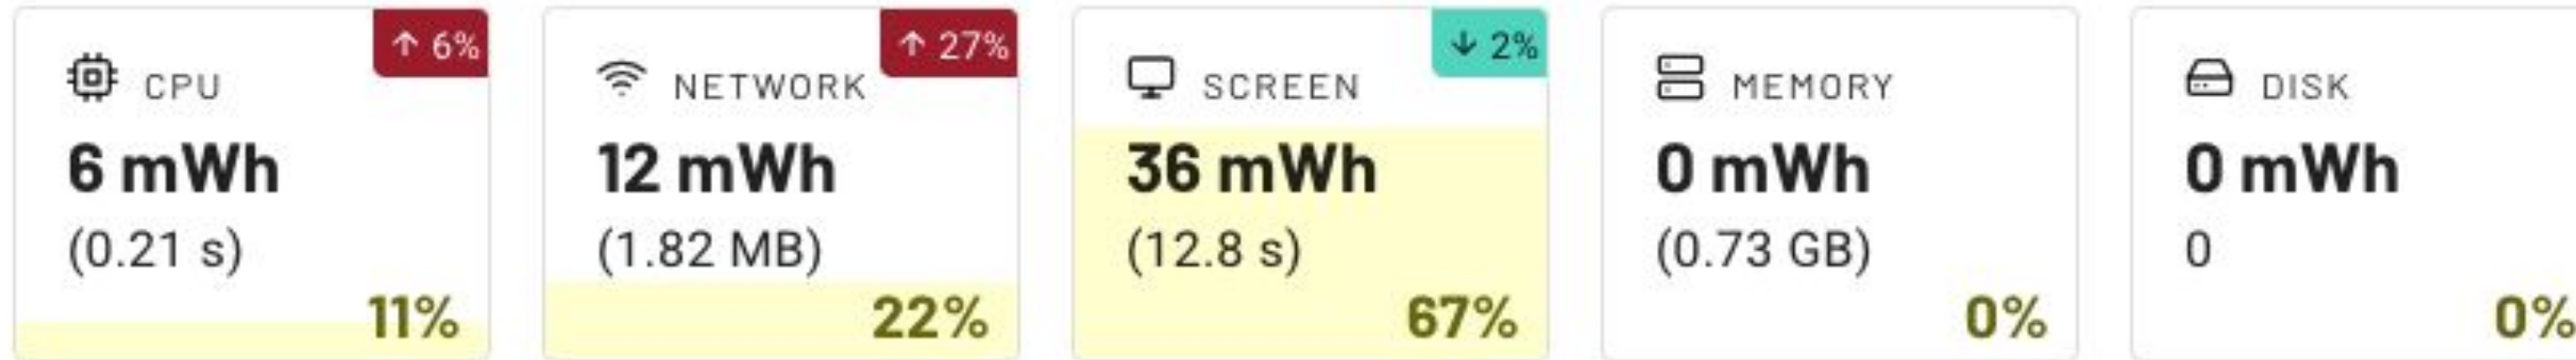 ↑ 6%
CPU
6 mWh
(0.21 s)
11%
↑ 27%
NETWORK
12 mWh
(1.82 MB)
22%
↓ 2%
SCREEN
36 mWh
(12.8 s)
67%
MEMORY
0 mWh
(0.73 GB)
0%
DISK
0 mWh
0
0%